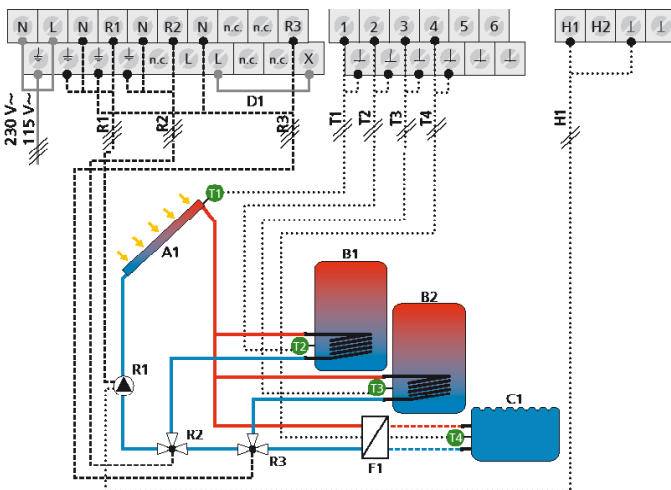 N L N R1 N R2 N n.c. n.c. R3 1 2 3 4 5 6 H1 H2
n.c. L L n.c. n.c. X
D1
230 V~
115 V~
R1
R2
R3
T1
T2
T3
T4
H1
T1
A1
B1
B2
T2
T3
R1
C1
T4
R2
R3
F1